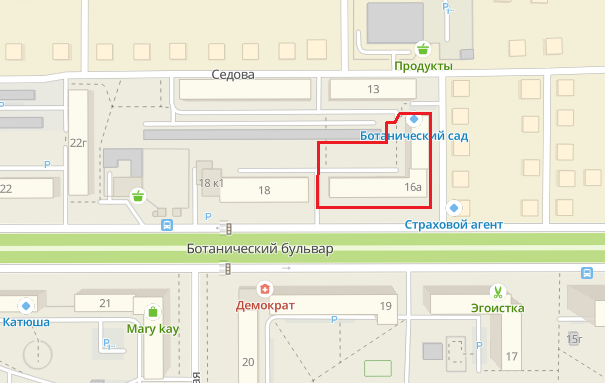 Р
Седова
13
Продукты
Р
22г
Ботанический сад
Р
Р
22
18 к1
18
16а
Р
Страховой агент
Ботанический бульвар
21
Демократ
19
Эгоистка
Катюша
Mary kay
Р
Р
Р
15г
17
20